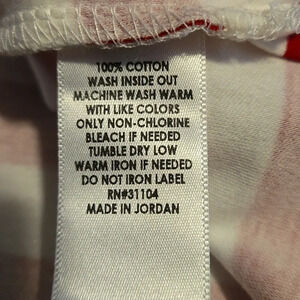 100% COTTON
WASH INSIDE OUT
MACHINE WASH WARM
WITH LIKE COLORS
ONLY NON-CHLORINE
BLEACH IF NEEDED
TUMBLE DRY LOW
WARM IRON IF NEEDED
DO NOT IRON LABEL
RN#31104
MADE IN JORDAN